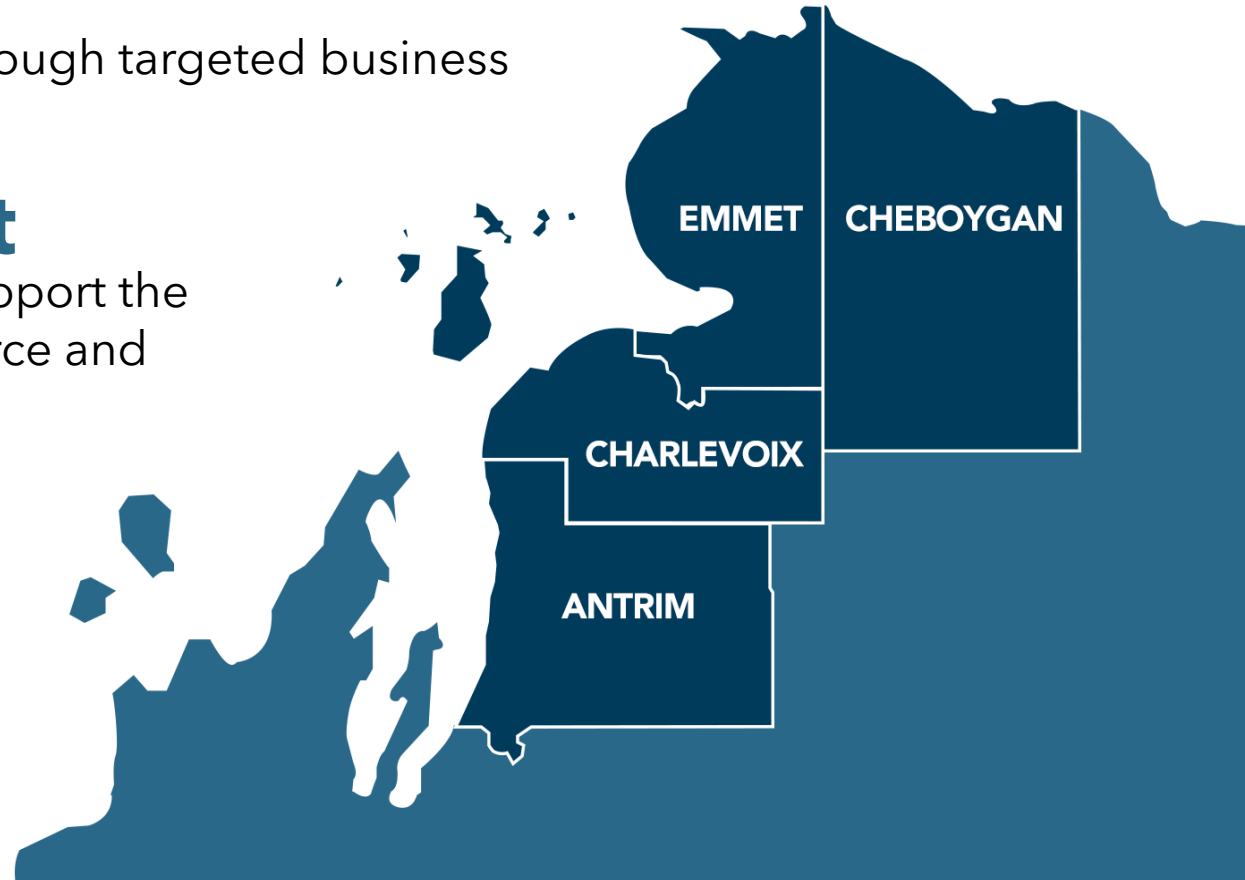 ough targeted business
t
pport the
rce and
EMMET
CHEBOYGAN
CHARLEVOIX
ANTRIM